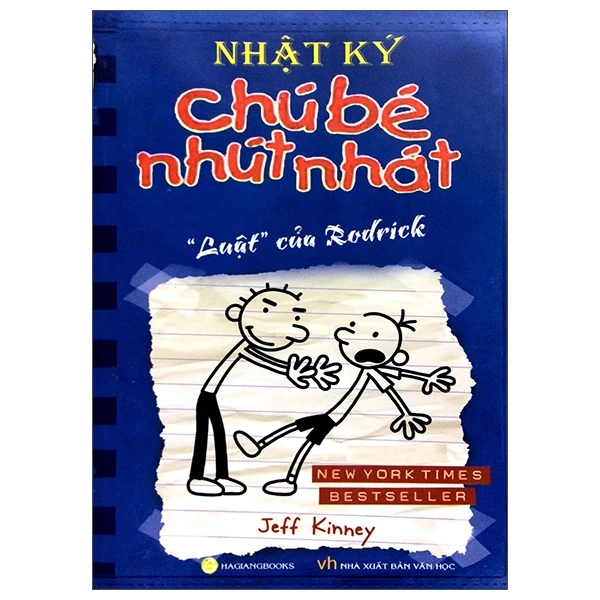 NHẬT KÝ
chú bé
nhút nhát
"Luật" của Rodrick
NEW YORK TIMES
BESTSELLER
Jeff Kinney
HAGIANGBOOKS
vh NHÀ XUẤT BẢN VĂN HỌC